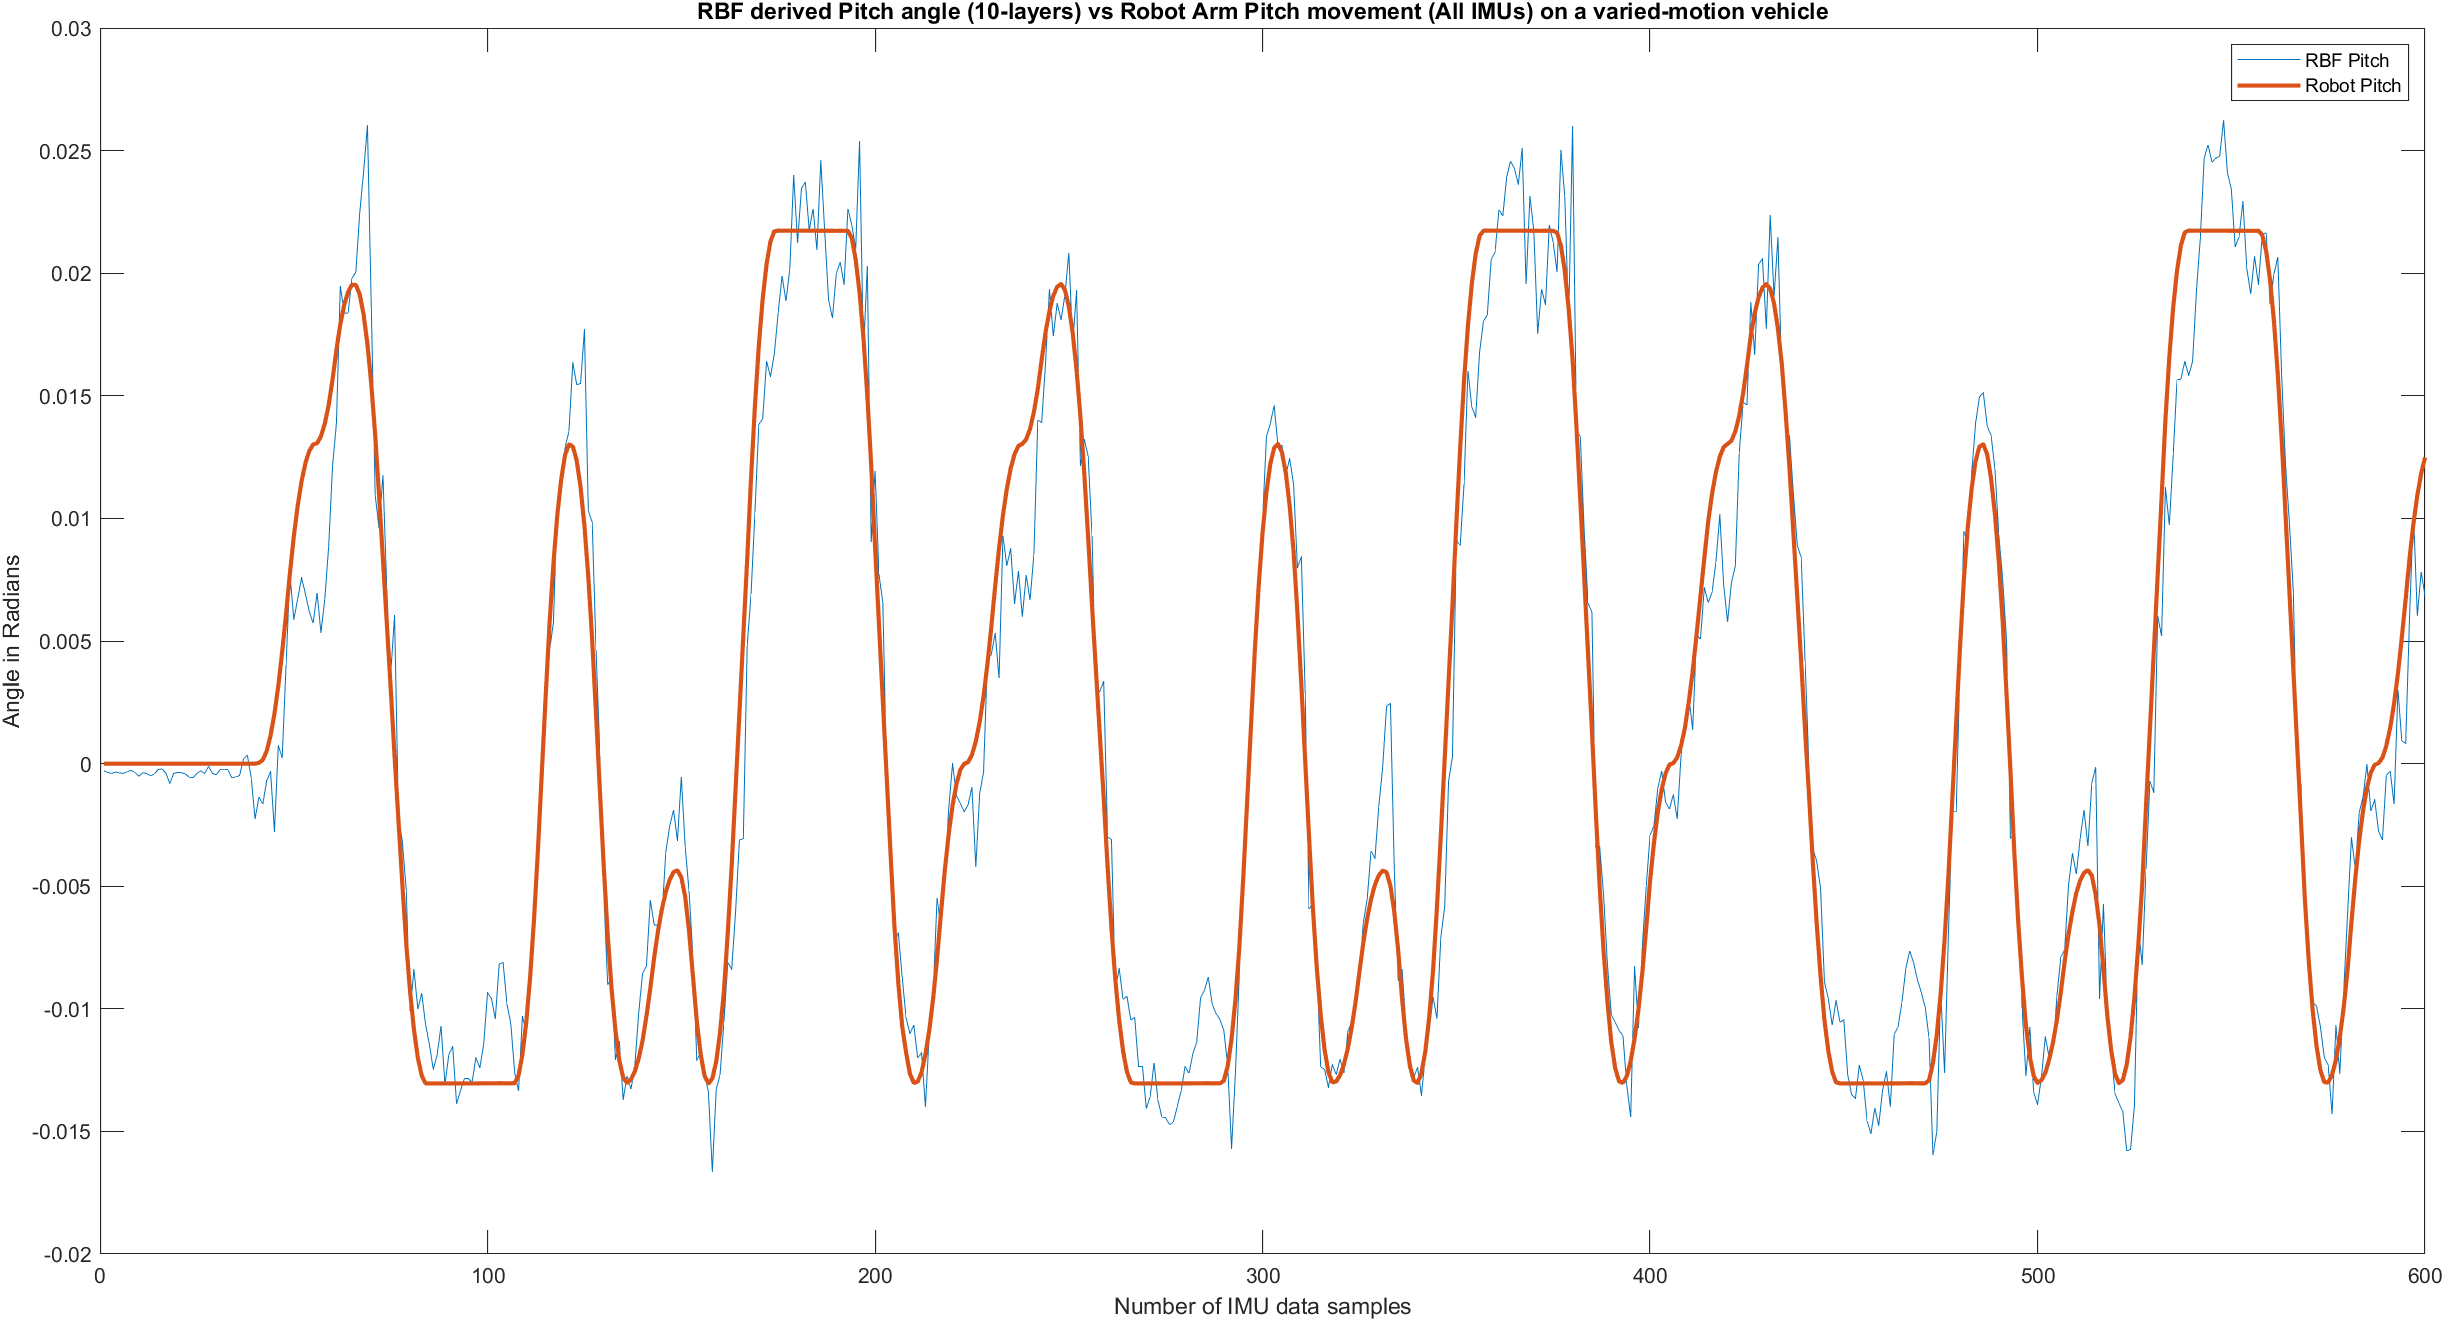 RBF derived Pitch angle (10-layers) vs Robot Arm Pitch movement (All IMUs) on a varied-motion vehicle
RBF Pitch
Robot Pitch
Angle in Radians
0.03
0.025
0.02
0.015
0.01
0.005
0
-0.005
-0.01
-0.015
-0.02
0 100 200 300 400 500 600
Number of IMU data samples